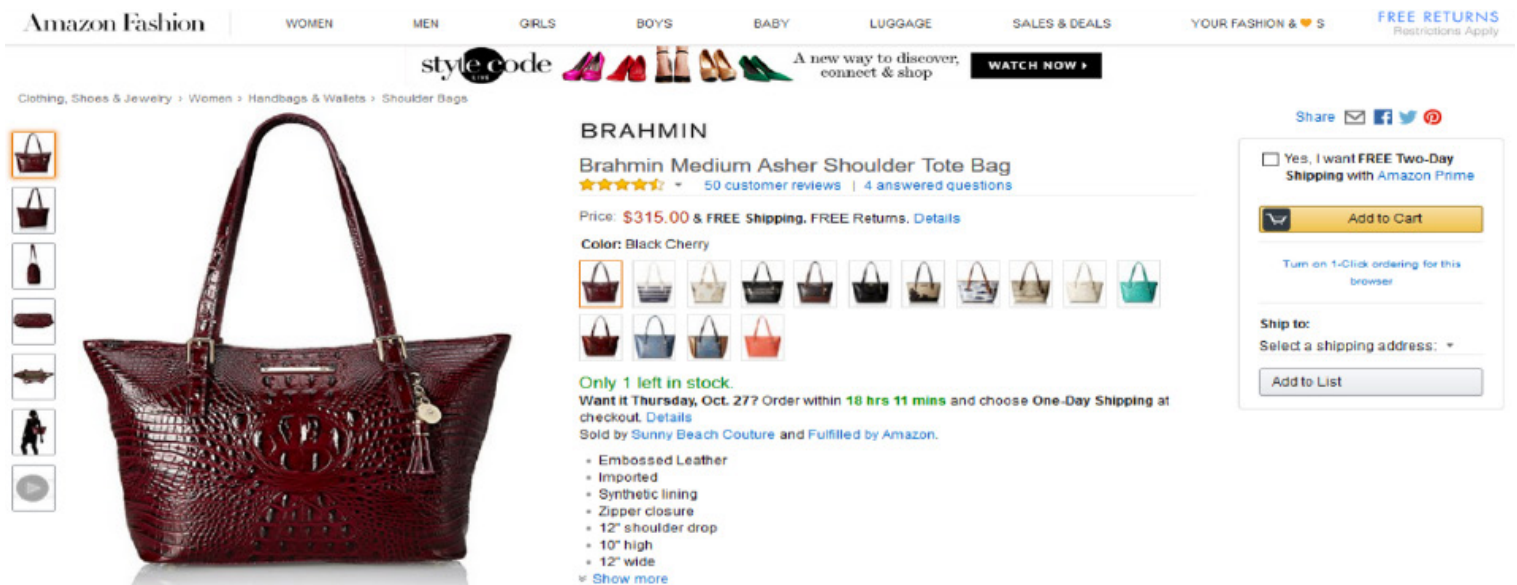 Amazon Fashion
WOMEN
MEN
GIRLS
BOYS
BABY
LUGGAGE
SALES & DEALS
YOUR FASHION & 🧡 S
FREE RETURNS
Restrictions Apply
style code
LIVE
A new way to discover,
connect & shop
WATCH NOW ›
Clothing, Shoes & Jewelry › Women › Handbags & Wallets › Shoulder Bags
Share
BRAHMIN
Brahmin Medium Asher Shoulder Tote Bag
50 customer reviews | 4 answered questions
Price: $315.00 & FREE Shipping. FREE Returns. Details
Color: Black Cherry
Only 1 left in stock.
Want it Thursday, Oct. 27? Order within 18 hrs 11 mins and choose One-Day Shipping at
checkout. Details
Sold by Sunny Beach Couture and Fulfilled by Amazon.
Embossed Leather
Imported
Synthetic lining
Zipper closure
12" shoulder drop
10" high
12" wide
Show more
Yes, I want FREE Two-Day
Shipping with Amazon Prime
Add to Cart
Turn on 1-Click ordering for this
browser
Ship to:
Select a shipping address:
Add to List